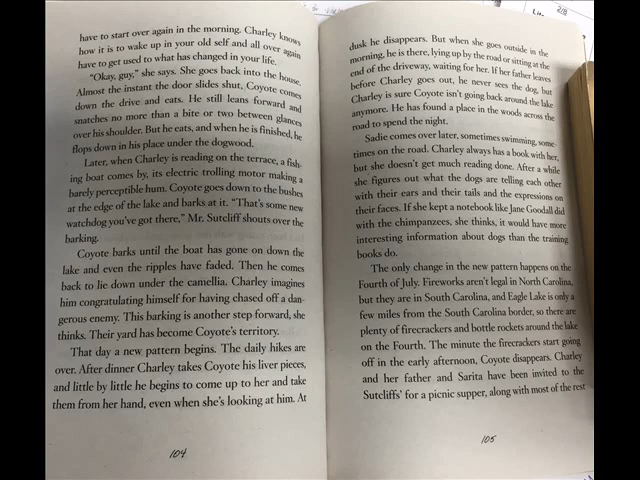 have to start over again in the morning. Charley knows
how it is to wake up in your old self and all over again
have to get used to what has changed in your life.
"Okay, guy," she says. She goes back into the house.
Almost the instant the door slides shut, Coyote comes
down the drive and eats. He still leans forward and
snatches no more than a bite or two between glances
over his shoulder. But he eats, and when he is finished, he
flops down in his place under the dogwood.
Later, when Charley is reading on the terrace, a fish-
ing boat comes by, its electric trolling motor making a
barely perceptible hum. Coyote goes down to the bushes
at the edge of the lake and barks at it. "That's some new
watchdog you've got there," Mr. Sutcliff shouts over the
barking.
Coyote barks until the boat has gone on down the
lake and even the ripples have faded. Then he comes
back to lie down under the camellia. Charley imagines
him congratulating himself for having chased off a dan-
gerous enemy. This barking is another step forward, she
thinks. Their yard has become Coyote's territory.
That day a new pattern begins. The daily hikes are
over. After dinner Charley takes Coyote his liver pieces,
and little by little he begins to come up to her and take
them from her hand, even when she's looking at him. At
104
dusk he disappears. But when she goes outside in the
morning, he is there, lying up by the road or sitting at the
end of the driveway, waiting for her. If her father leaves
before Charley goes out, he never sees the dog, but
Charley is sure Coyote isn't going back around the lake
anymore. He has found a place in the woods across the
road to spend the night.
Sadie comes over later, sometimes swimming, some-
times on the road. Charley always has a book with her,
but she doesn't get much reading done. After a while
she figures out what the dogs are telling each other
with their ears and their tails and the expressions on
their faces. If she kept a notebook like Jane Goodall did
with the chimpanzees, she thinks, it would have more
interesting information about dogs than the training
books do.
The only change in the new pattern happens on the
Fourth of July. Fireworks aren't legal in North Carolina,
but they are in South Carolina, and Eagle Lake is only a
few miles from the South Carolina border, so there are
plenty of firecrackers and bottle rockets around the lake
on the Fourth. The minute the firecrackers start going
off in the early afternoon, Coyote disappears. Charley
and her father and Sarita have been invited to the
Sutcliffs' for a picnic supper, along with most of the rest
105